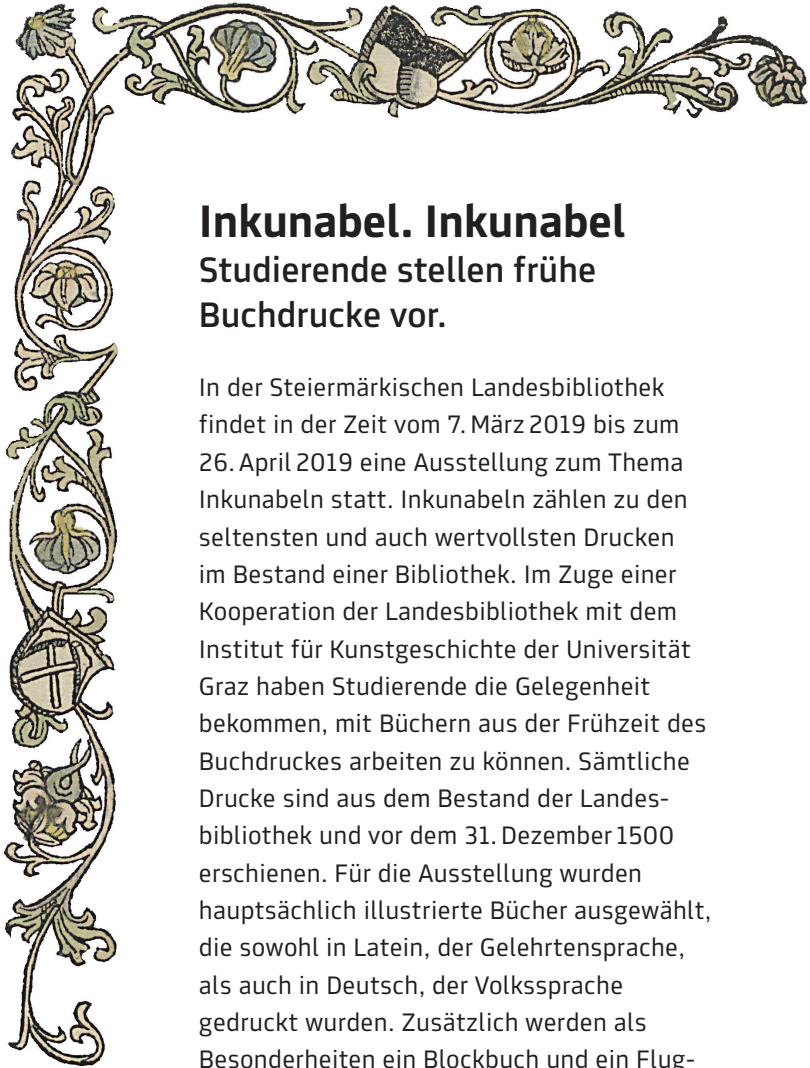 Inkunabel. Inkunabel
Studierende stellen frühe
Buchdrucke vor.
In der Steiermärkischen Landesbibliothek
findet in der Zeit vom 7. März 2019 bis zum
26. April 2019 eine Ausstellung zum Thema
Inkunabeln statt. Inkunabeln zählen zu den
seltensten und auch wertvollsten Drucken
im Bestand einer Bibliothek. Im Zuge einer
Kooperation der Landesbibliothek mit dem
Institut für Kunstgeschichte der Universität
Graz haben Studierende die Gelegenheit
bekommen, mit Büchern aus der Frühzeit des
Buchdruckes arbeiten zu können. Sämtliche
Drucke sind aus dem Bestand der Landes-
bibliothek und vor dem 31. Dezember 1500
erschienen. Für die Ausstellung wurden
hauptsächlich illustrierte Bücher ausgewählt,
die sowohl in Latein, der Gelehrtensprache,
als auch in Deutsch, der Volkssprache
gedruckt wurden. Zusätzlich werden als
Besonderheiten ein Blockbuch und ein Flug-